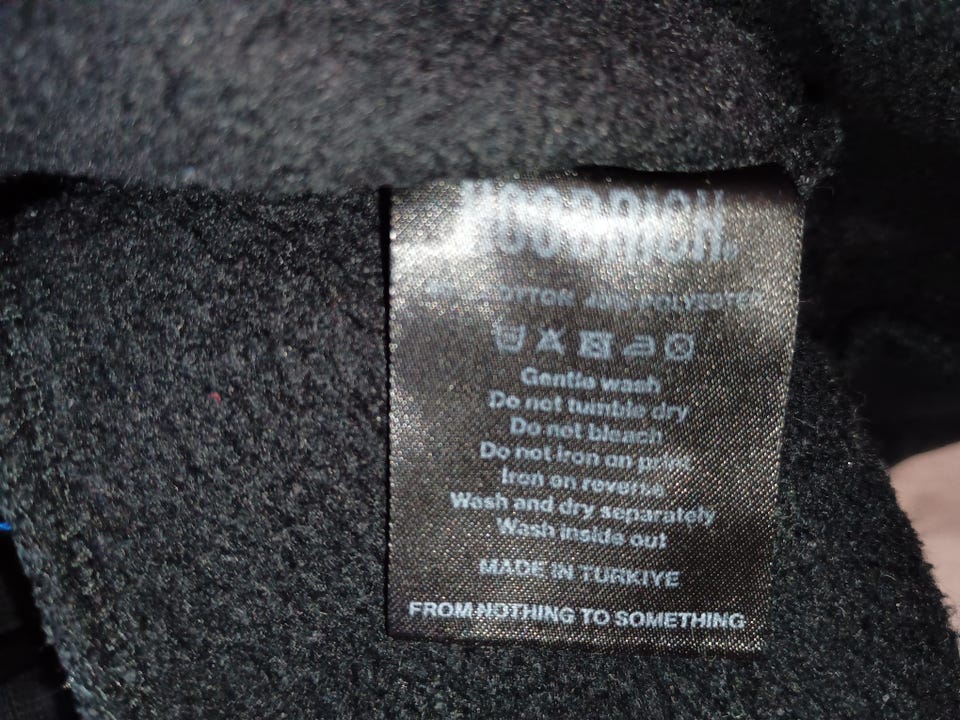 COTTON 40% POLYESTER
Gentle wash
Do not tumble dry
Do not bleach
Do not iron on print
Iron on reverse
Wash and dry separately
Wash inside out
MADE IN TURKIYE
FROM NOTHING TO SOMETHING